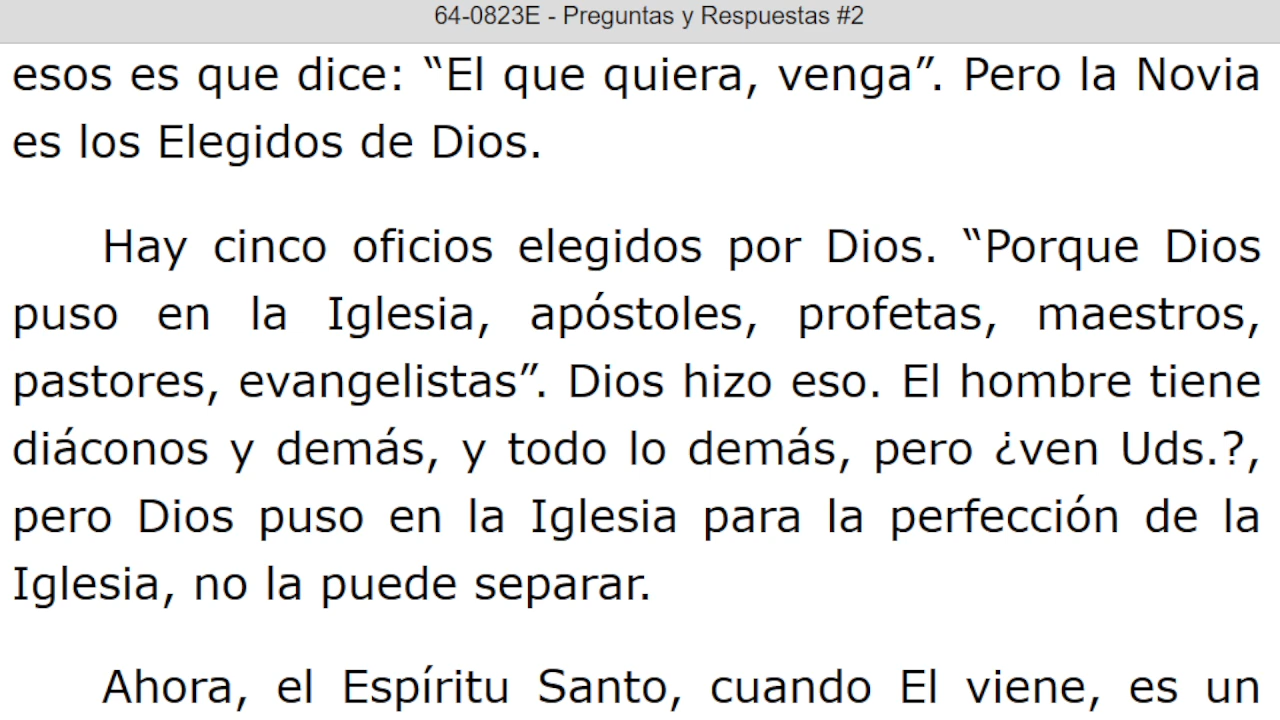 64-0823E - Preguntas y Respuestas #2
esos es que dice: “El que quiera, venga”. Pero la Novia
es los Elegidos de Dios.
Hay cinco oficios elegidos por Dios. “Porque Dios
puso en la Iglesia, apóstoles, profetas, maestros,
pastores, evangelistas”. Dios hizo eso. El hombre tiene
diáconos y demás, y todo lo demás, pero ¿ven Uds.?,
pero Dios puso en la Iglesia para la perfección de la
Iglesia, no la puede separar.
Ahora, el Espíritu Santo, cuando El viene, es un